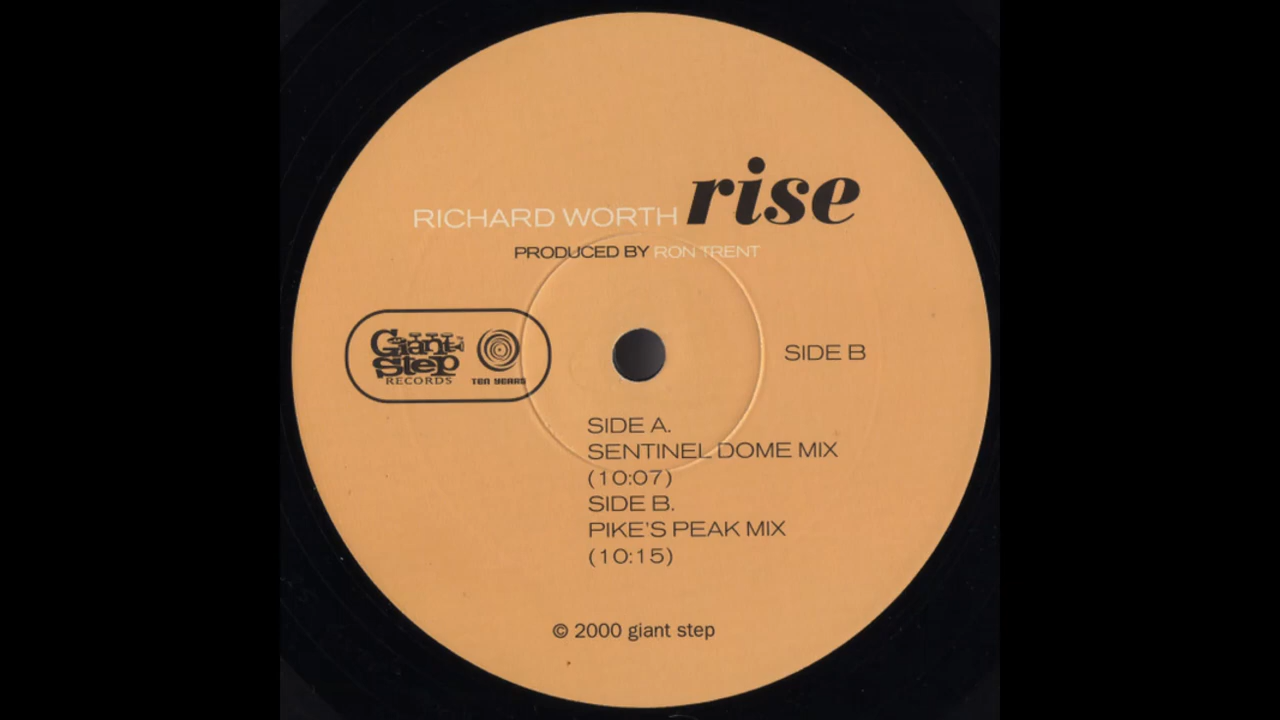 RICHARD WORTH rise
PRODUCED BY RON TRENT
Giant
Step
RECORDS
TEN YEARS
SIDE B
SIDE A.
SENTINEL DOME MIX
(10:07)
SIDE B.
PIKE'S PEAK MIX
(10:15)
© 2000 giant step